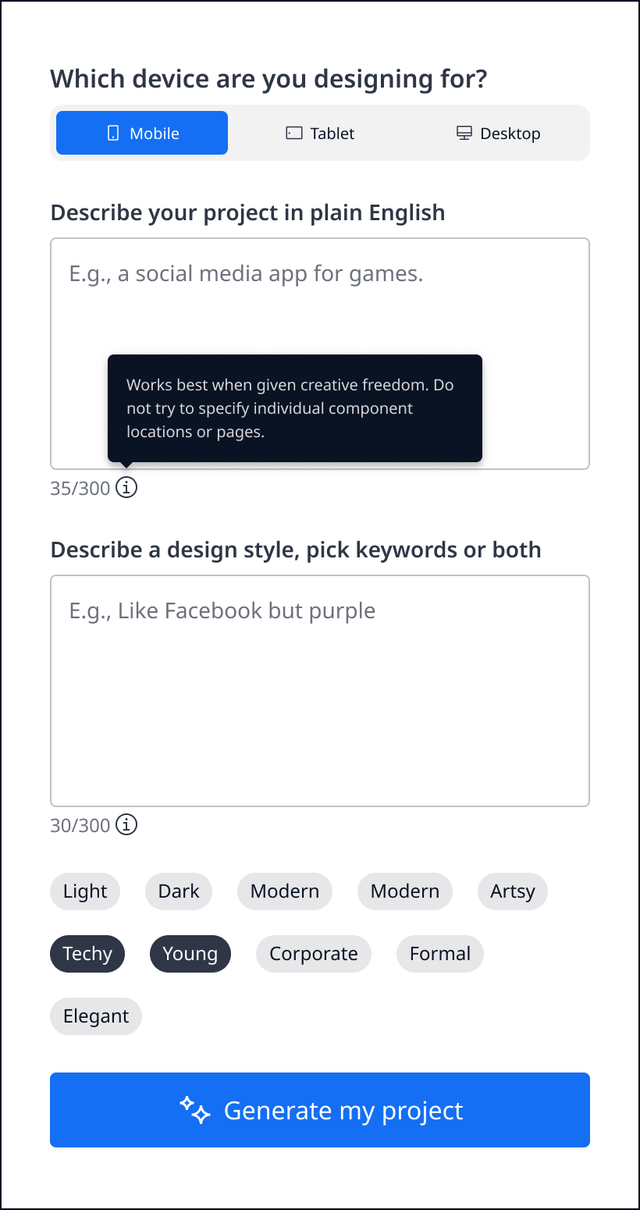 Which device are you designing for?
Mobile Tablet Desktop
Describe your project in plain English
E.g., a social media app for games.
Works best when given creative freedom. Do
not try to specify individual component
locations or pages.
35/300
Describe a design style, pick keywords or both
E.g., Like Facebook but purple
30/300
Light Dark Modern Modern Artsy
Techy Young Corporate Formal
Elegant
Generate my project